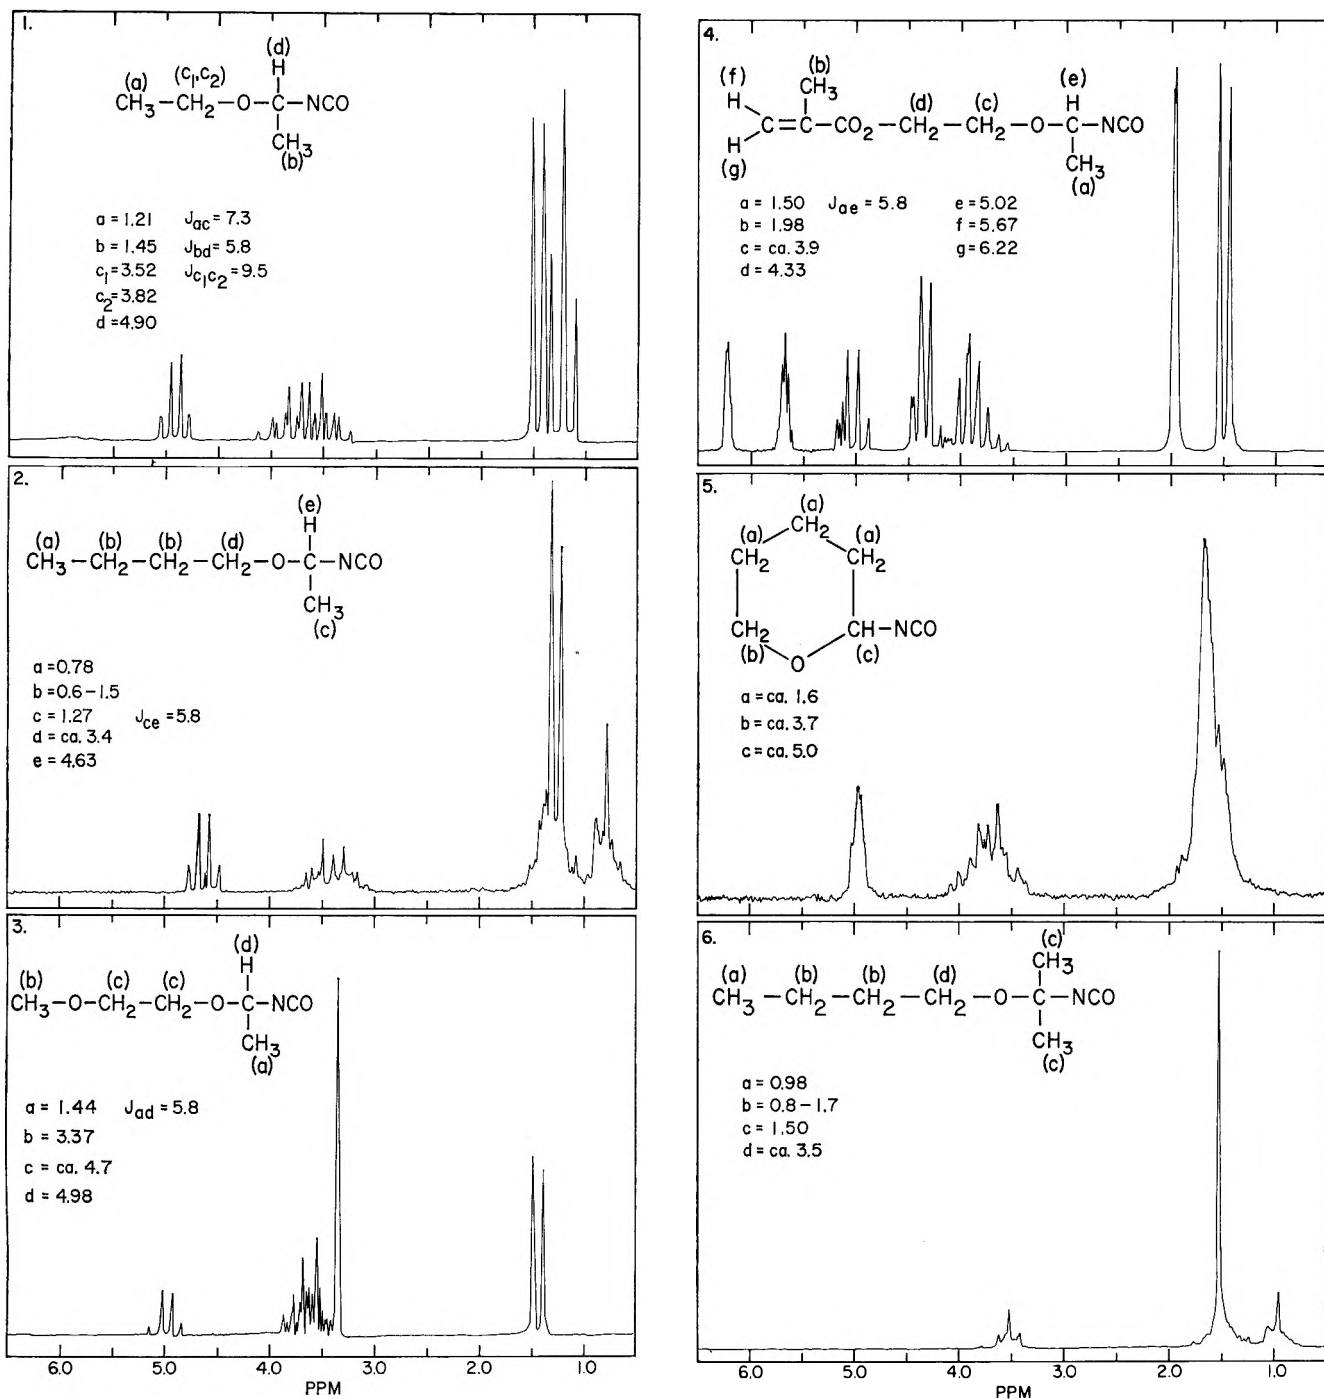 1.
(d)
H
(a) (c₁,c₂)
CH₃—CH₂—O—C—NCO
CH₃
(b)
a = 1.21 J_ac = 7.3
b = 1.45 J_bd = 5.8
c₁ = 3.52 J_c₁c₂ = 9.5
c₂ = 3.82
d = 4.90
2.
(e)
H
(a) (b) (b) (d)
CH₃—CH₂—CH₂—CH₂—O—C—NCO
CH₃
(c)
a = 0.78
b = 0.6–1.5
c = 1.27 J_ce = 5.8
d = ca. 3.4
e = 4.63
3.
(d)
H
(b) (c) (c)
CH₃—O—CH₂—CH₂—O—C—NCO
CH₃
(a)
a = 1.44 J_ad = 5.8
b = 3.37
c = ca. 4.7
d = 4.98
6.0 5.0 4.0 3.0 2.0 1.0
PPM
4.
(b)
(f) CH₃ (e)
H (d) (c) H
C=C—CO₂—CH₂—CH₂—O—C—NCO
H
(g) CH₃
(a)
a = 1.50 J_ae = 5.8 e = 5.02
b = 1.98 f = 5.67
c = ca. 3.9 g = 6.22
d = 4.33
5.
(a)
CH₂
(a) (a)
CH₂ CH₂
CH₂ CH—NCO
(b) O (c)
a = ca. 1.6
b = ca. 3.7
c = ca. 5.0
6.
(c)
CH₃
(a) (b) (b) (d)
CH₃—CH₂—CH₂—CH₂—O—C—NCO
CH₃
(c)
a = 0.98
b = 0.8–1.7
c = 1.50
d = ca. 3.5
6.0 5.0 4.0 3.0 2.0 1.0
PPM